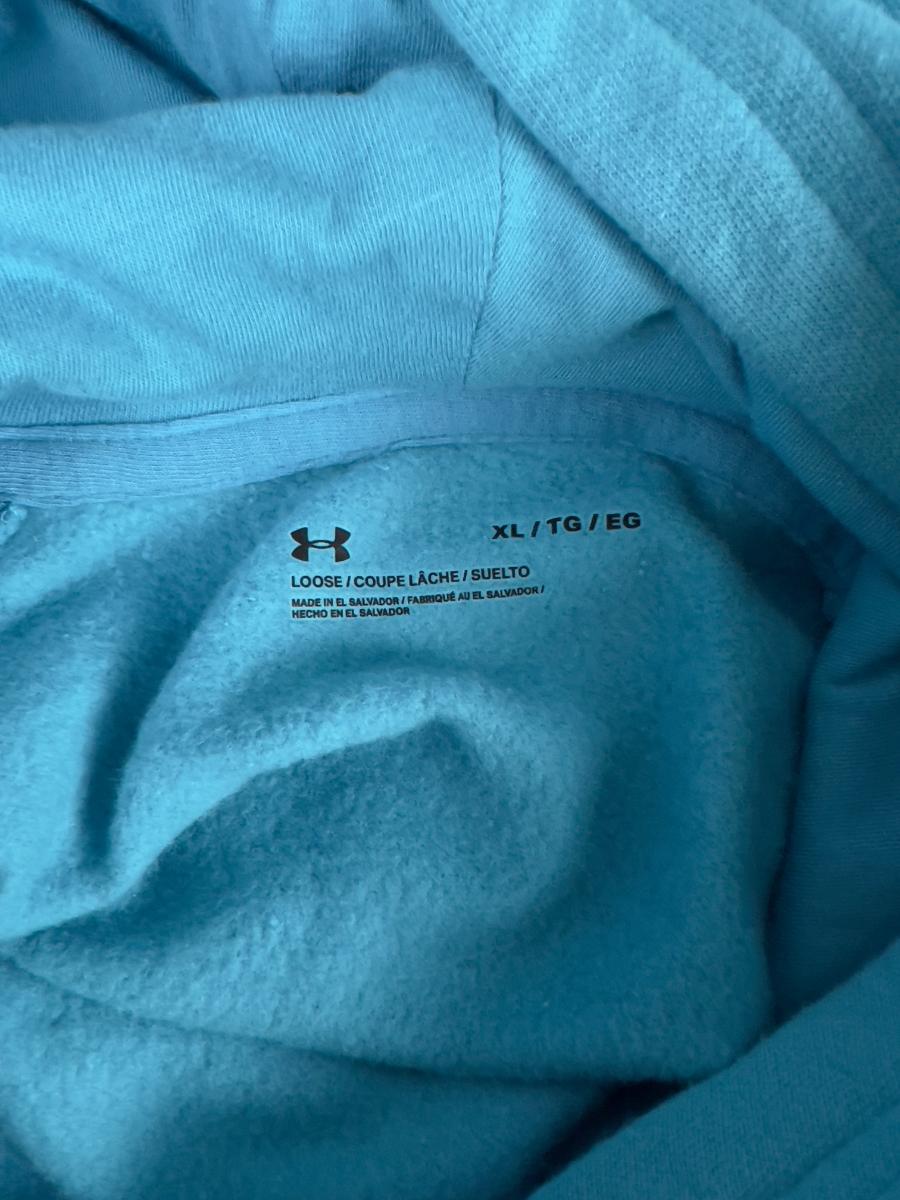 XL / TG / EG
LOOSE / COUPE LÂCHE / SUELTO
MADE IN EL SALVADOR / FABRIQUÉ AU EL SALVADOR /
HECHO EN EL SALVADOR